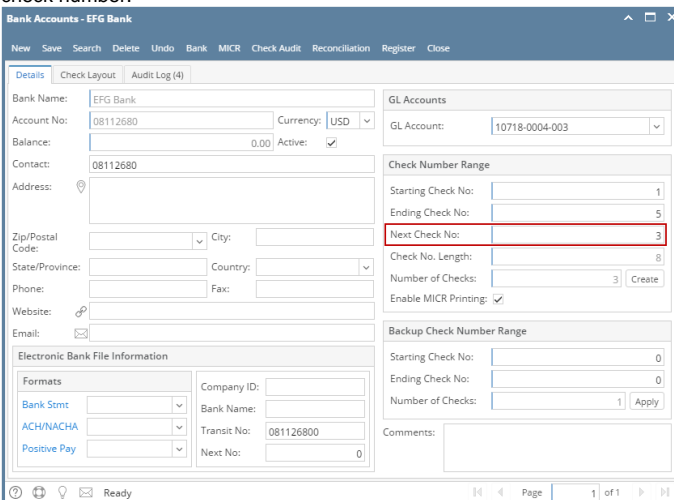 check number.
Bank Accounts - EFG Bank
New Save Search Delete Undo Bank MICR Check Audit Reconciliation Register Close
Details Check Layout Audit Log (4)
Bank Name: EFG Bank
Account No: 08112680 Currency: USD
Balance: 0.00 Active:
Contact: 08112680
Address:
Zip/Postal Code: City:
State/Province: Country:
Phone: Fax:
Website:
Email:
Electronic Bank File Information
Formats
Bank Stmt
ACH/NACHA
Positive Pay
Company ID:
Bank Name:
Transit No: 081126800
Next No: 0
GL Accounts
GL Account: 10718-0004-003
Check Number Range
Starting Check No: 1
Ending Check No: 5
Next Check No: 3
Check No. Length: 8
Number of Checks: 3 Create
Enable MICR Printing:
Backup Check Number Range
Starting Check No: 0
Ending Check No: 0
Number of Checks: 1 Apply
Comments:
Ready Page 1 of 1